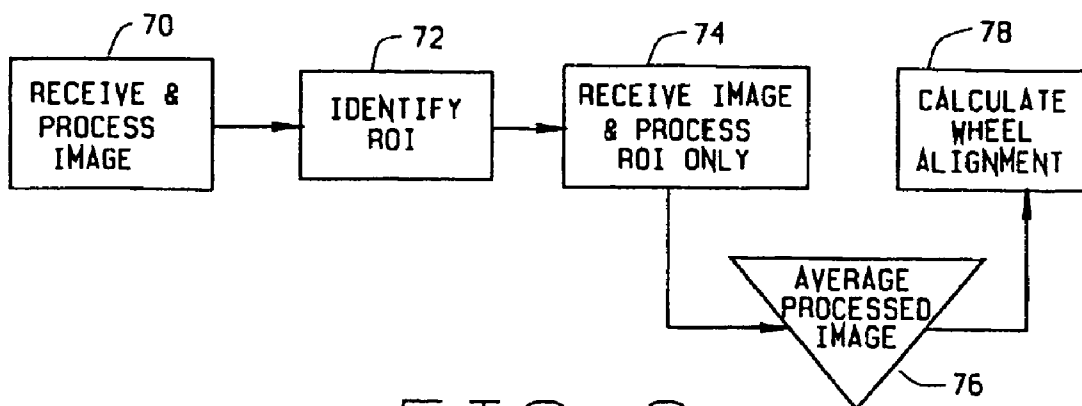 70
RECEIVE &
PROCESS
IMAGE
72
IDENTIFY
ROI
74
RECEIVE IMAGE
& PROCESS
ROI ONLY
78
CALCULATE
WHEEL
ALIGNMENT
AVERAGE
PROCESSED
IMAGE
76